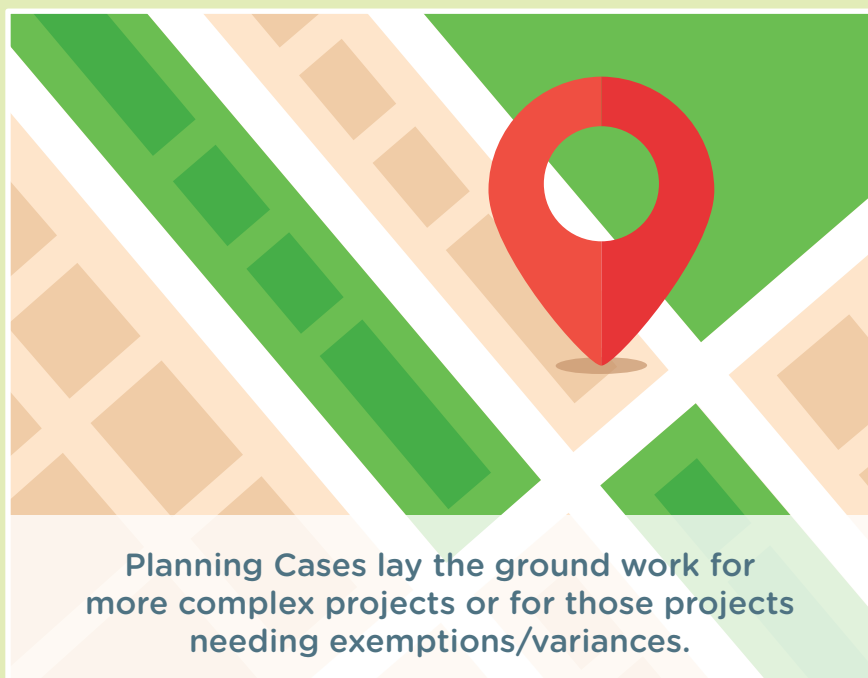 Planning Cases lay the ground work for
more complex projects or for those projects
needing exemptions/variances.